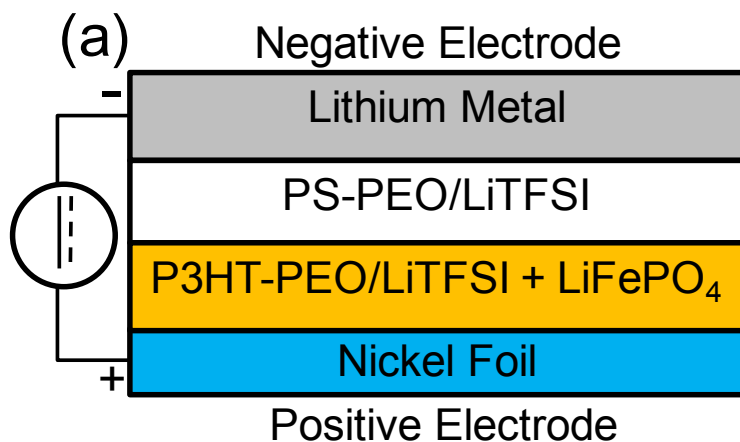 (a)
Negative Electrode
-
Lithium Metal
PS-PEO/LiTFSI
P3HT-PEO/LiTFSI + LiFePO₄
Nickel Foil
+
Positive Electrode